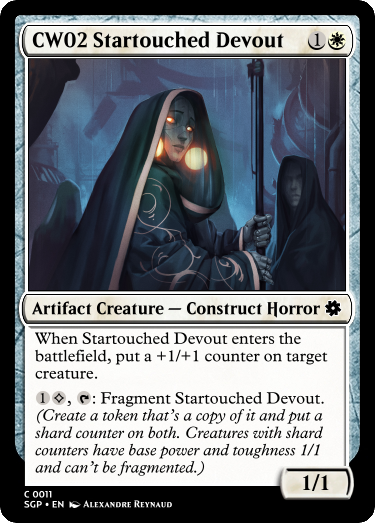 CW02 Startouched Devout 1
Artifact Creature — Construct Horror
When Startouched Devout enters the
battlefield, put a +1/+1 counter on target
creature.
1, : Fragment Startouched Devout.
(Create a token that's a copy of it and put a
shard counter on both. Creatures with shard
counters have base power and toughness 1/1
and can't be fragmented.)
1/1
C 0011
SGP • EN Alexandre Reynaud